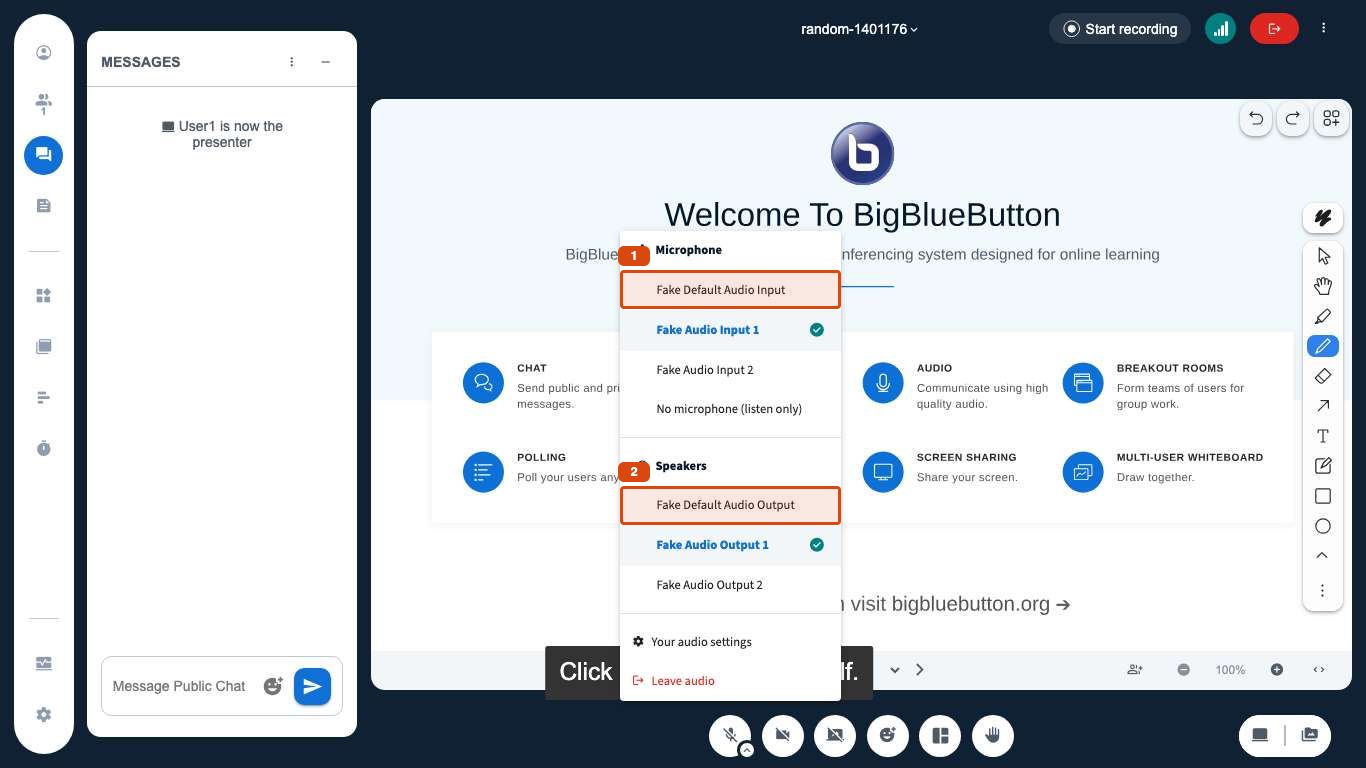 random-1401176
Start recording
MESSAGES
1
User1 is now the
presenter
Message Public Chat
Welcome To BigBlueButton
BigBlue
nferencing system designed for online learning
CHAT
Send public and pri
messages.
AUDIO
Communicate using high
quality audio.
BREAKOUT ROOMS
Form teams of users for
group work.
POLLING
Poll your users any
SCREEN SHARING
Share your screen.
MULTI-USER WHITEBOARD
Draw together.
visit bigbluebutton.org →
1
Microphone
Fake Default Audio Input
Fake Audio Input 1
Fake Audio Input 2
No microphone (listen only)
2
Speakers
Fake Default Audio Output
Fake Audio Output 1
Fake Audio Output 2
Your audio settings
Leave audio
Click
lf.
100%